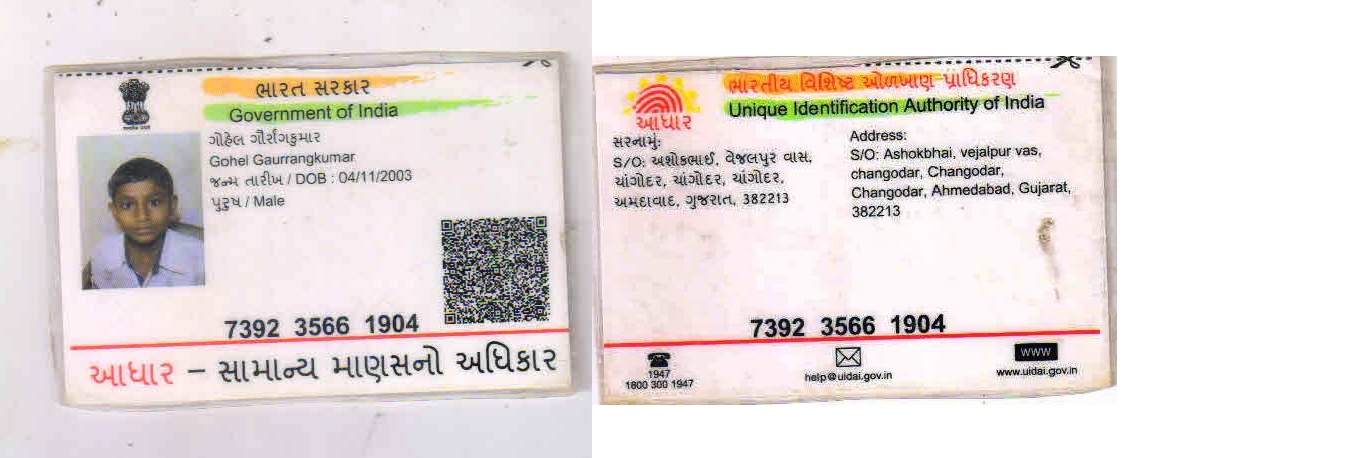 ભારત સરકાર
Government of India
ગોહેલ ગૌરાંગકુમાર
Gohel Gaurrangkumar
જન્મ તારીખ / DOB : 04/11/2003
પુરુષ / Male
7392 3566 1904
આધાર – સામાન્ય માણસનો અધિકાર
ભારતીય વિશિષ્ટ ઓળખાણ પ્રાધિકરણ
Unique Identification Authority of India
આધાર
સરનામું:
S/O: અશોકભાઈ, વેજલપુર વાસ,
ચાંગોદર, ચાંગોદર, ચાંગોદર,
અમદાવાદ, ગુજરાત, 382213
Address:
S/O: Ashokbhai, vejalpur vas,
changodar, Changodar,
Changodar, Ahmedabad, Gujarat,
382213
7392 3566 1904
1947
1800 300 1947
help@uidai.gov.in
www
www.uidai.gov.in